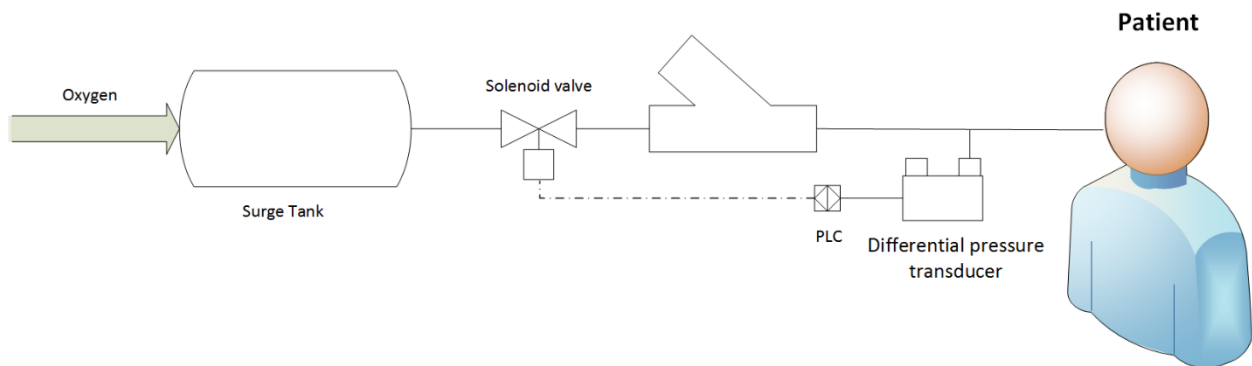 Patient
Oxygen
Solenoid valve
Surge Tank
PLC
Differential pressure
transducer